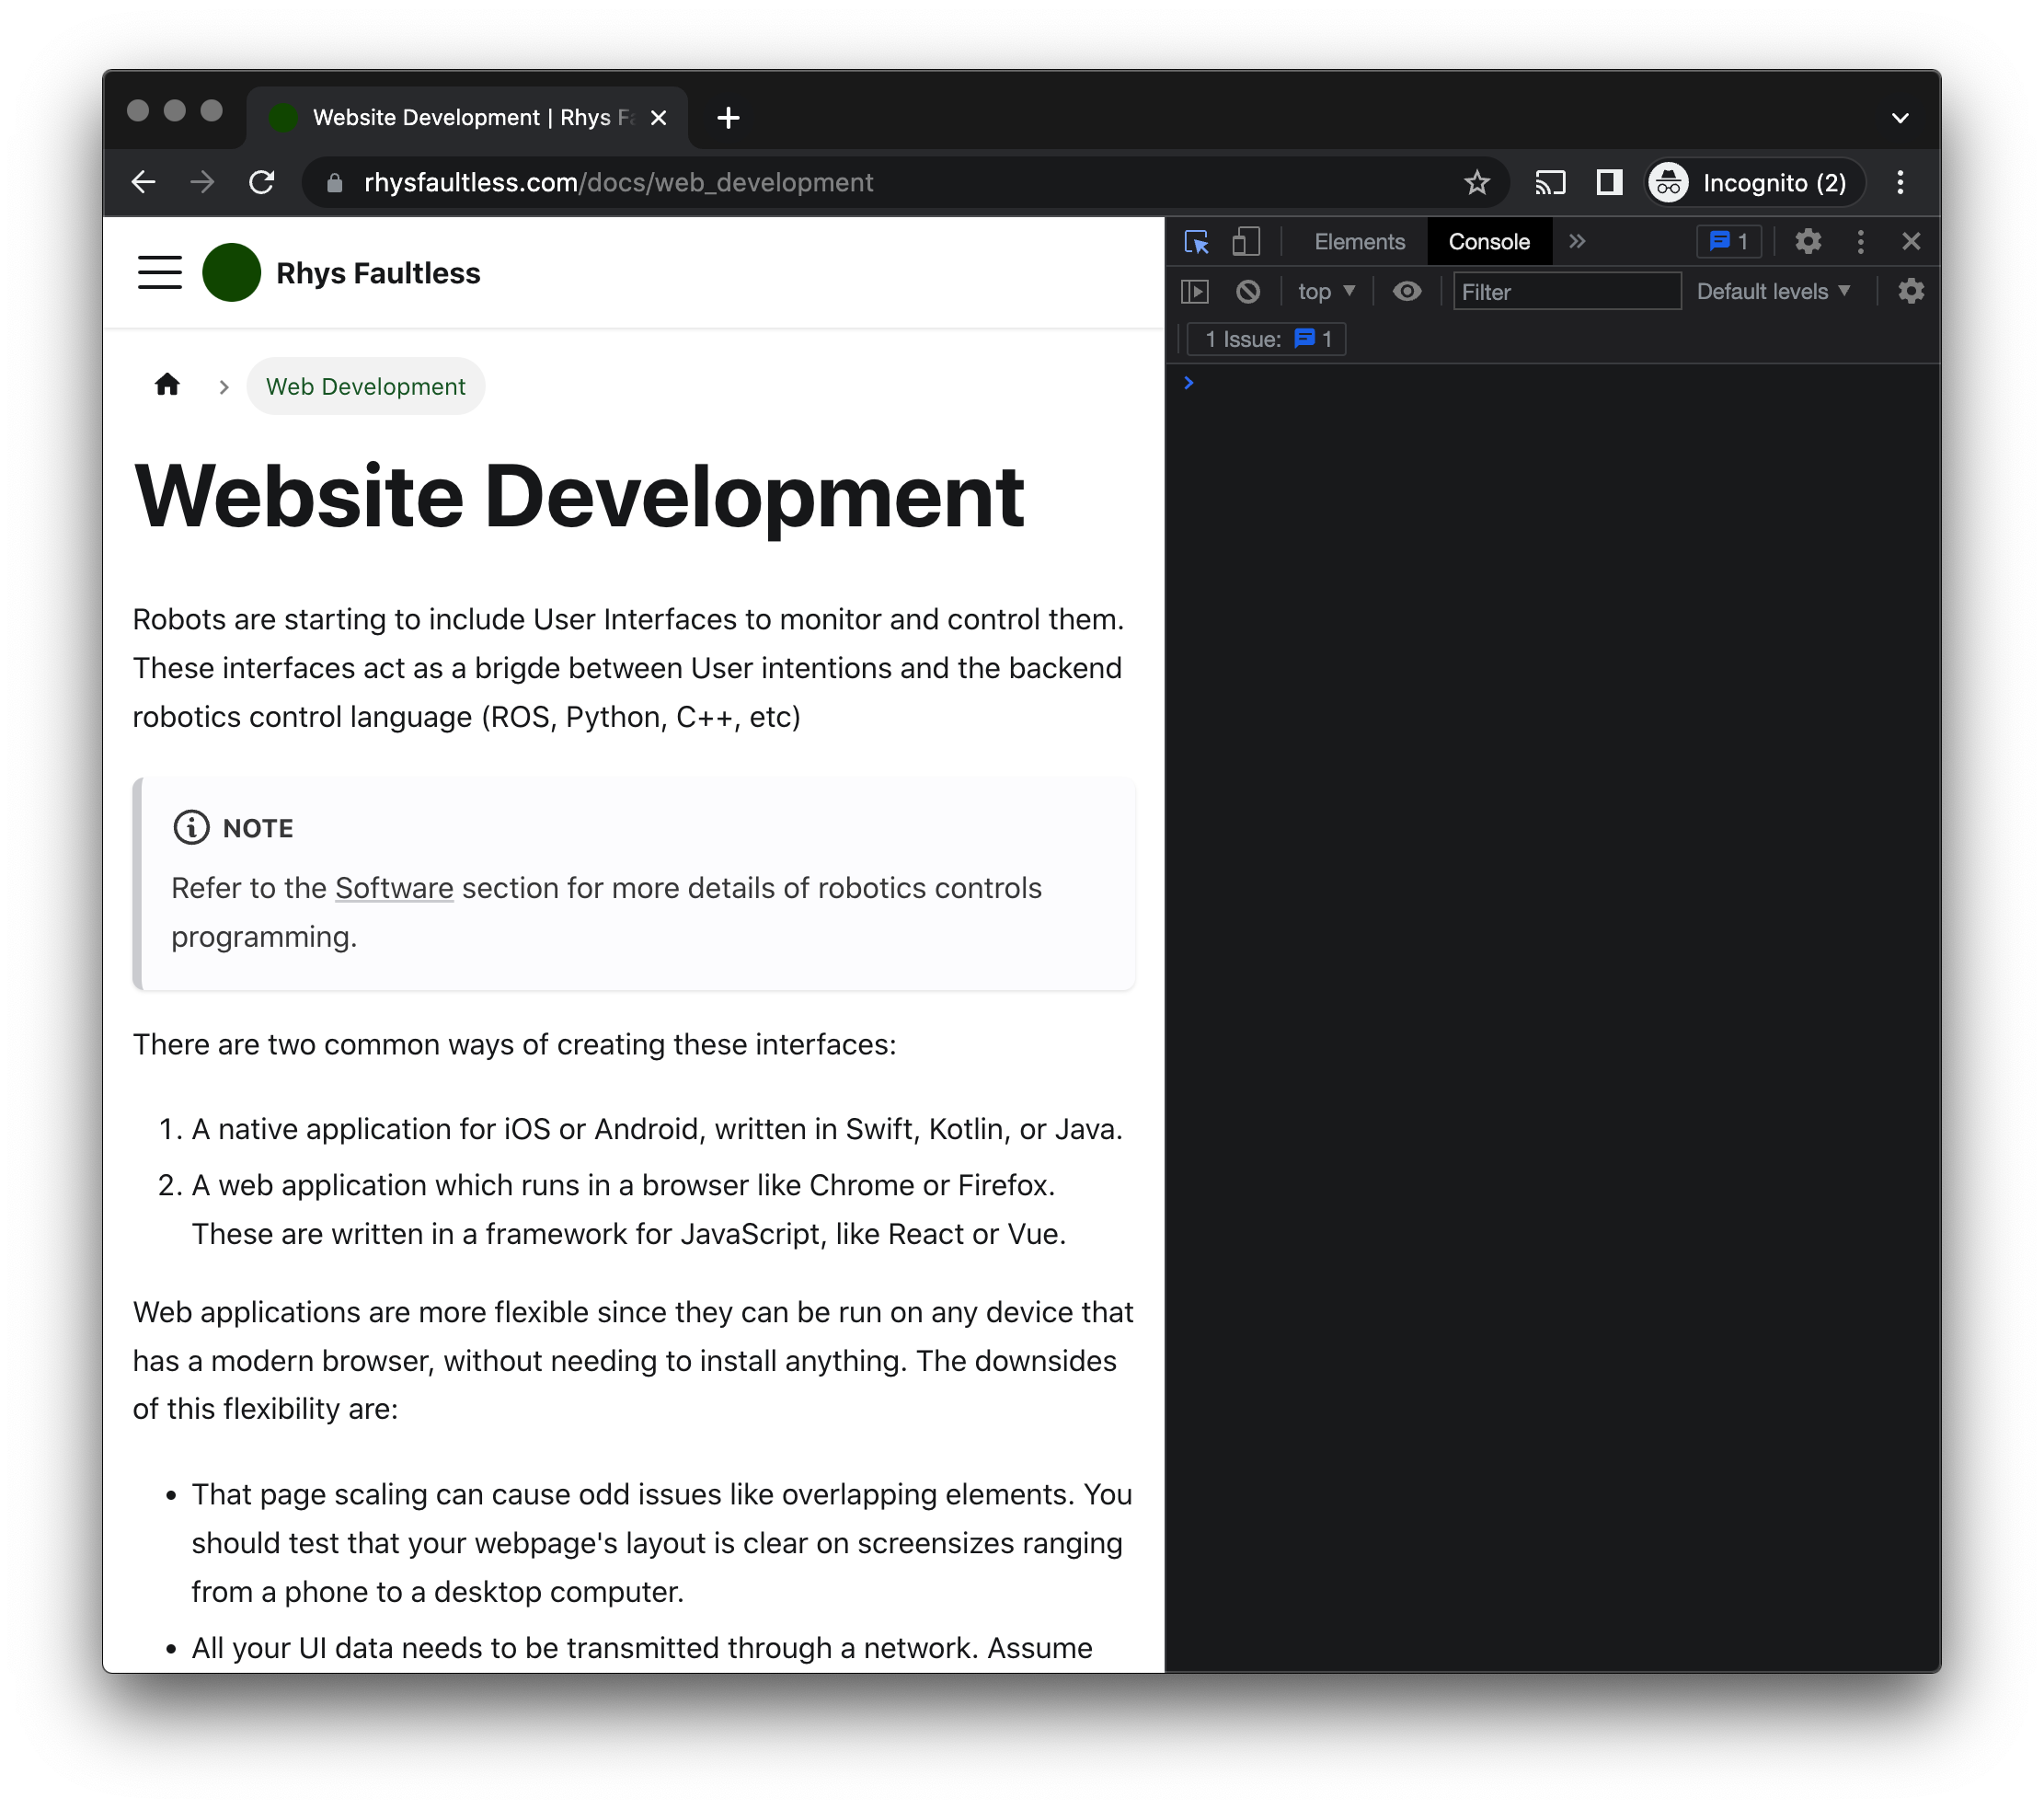 Website Development | Rhys Fa
rhysfaultless.com/docs/web_development
Incognito (2)
Rhys Faultless
Web Development
Website Development
Robots are starting to include User Interfaces to monitor and control them.
These interfaces act as a brigde between User intentions and the backend
robotics control language (ROS, Python, C++, etc)
NOTE
Refer to the Software section for more details of robotics controls
programming.
There are two common ways of creating these interfaces:
1. A native application for iOS or Android, written in Swift, Kotlin, or Java.
2. A web application which runs in a browser like Chrome or Firefox.
These are written in a framework for JavaScript, like React or Vue.
Web applications are more flexible since they can be run on any device that
has a modern browser, without needing to install anything. The downsides
of this flexibility are:
• That page scaling can cause odd issues like overlapping elements. You
should test that your webpage's layout is clear on screensizes ranging
from a phone to a desktop computer.
• All your UI data needs to be transmitted through a network. Assume
Elements Console » 1
top Filter Default levels
1 Issue: 1